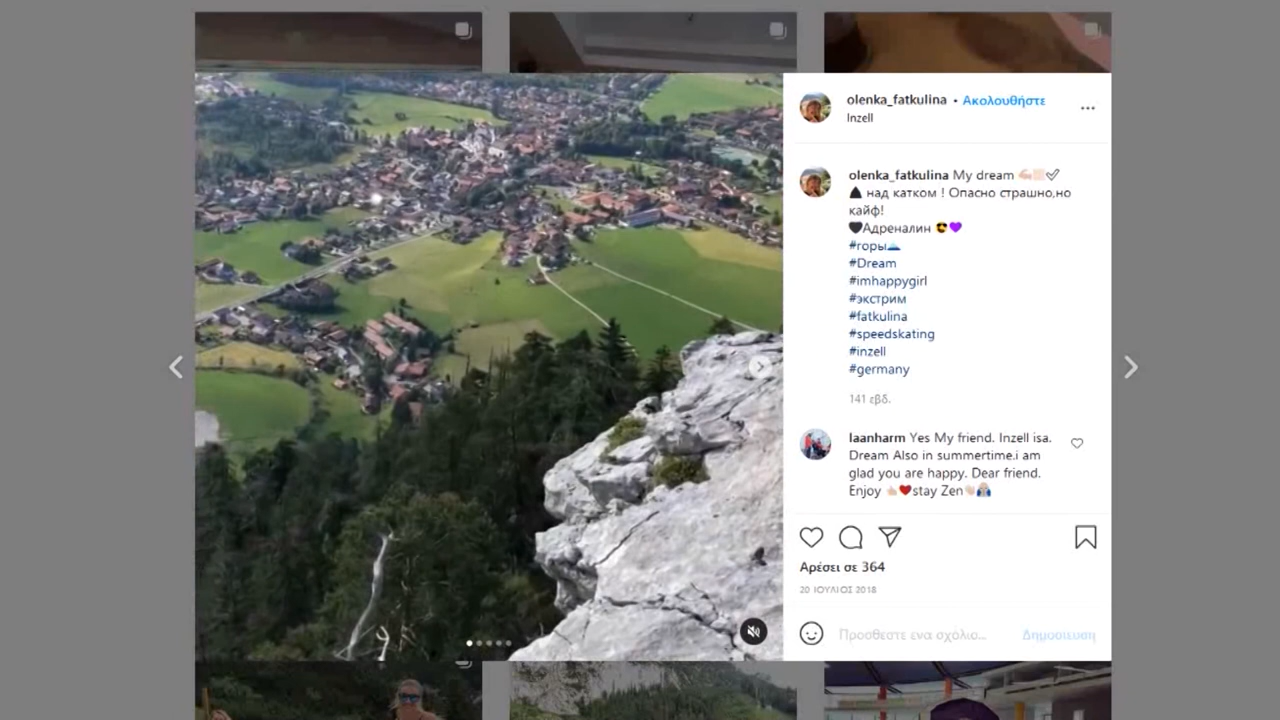 olenka_fatkulina • Ακολουθήστε
Inzell
olenka_fatkulina My dream
над катком ! Опасно страшно,но
кайф!
Адреналин
#горы
#Dream
#imhappygirl
#экстрим
#fatkulina
#speedskating
#inzell
#germany
141 εβδ.
laanharm Yes My friend. Inzell isa.
Dream Also in summertime.i am
glad you are happy. Dear friend.
Enjoy stay Zen
Αρέσει σε 364
20 ΙΟΥΛΙΟΣ 2018
Προσθέστε ένα σχόλιο...
Δημοσίευση